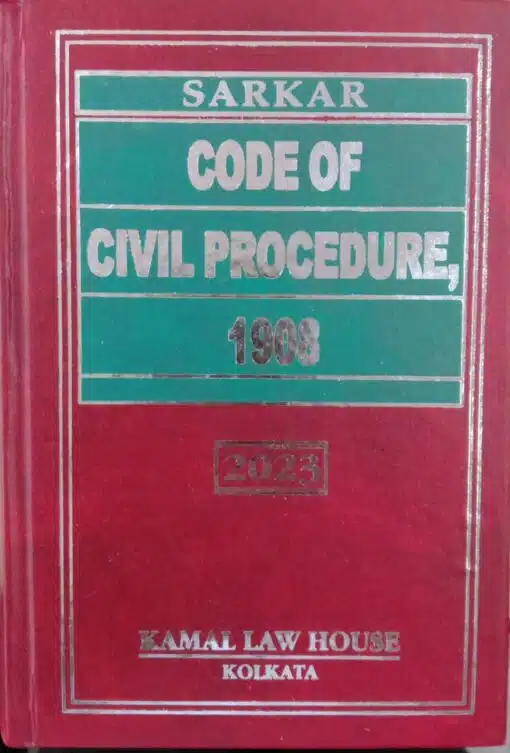 SARKAR
CODE OF
CIVIL PROCEDURE,
1908
2023
KAMAL LAW HOUSE
KOLKATA